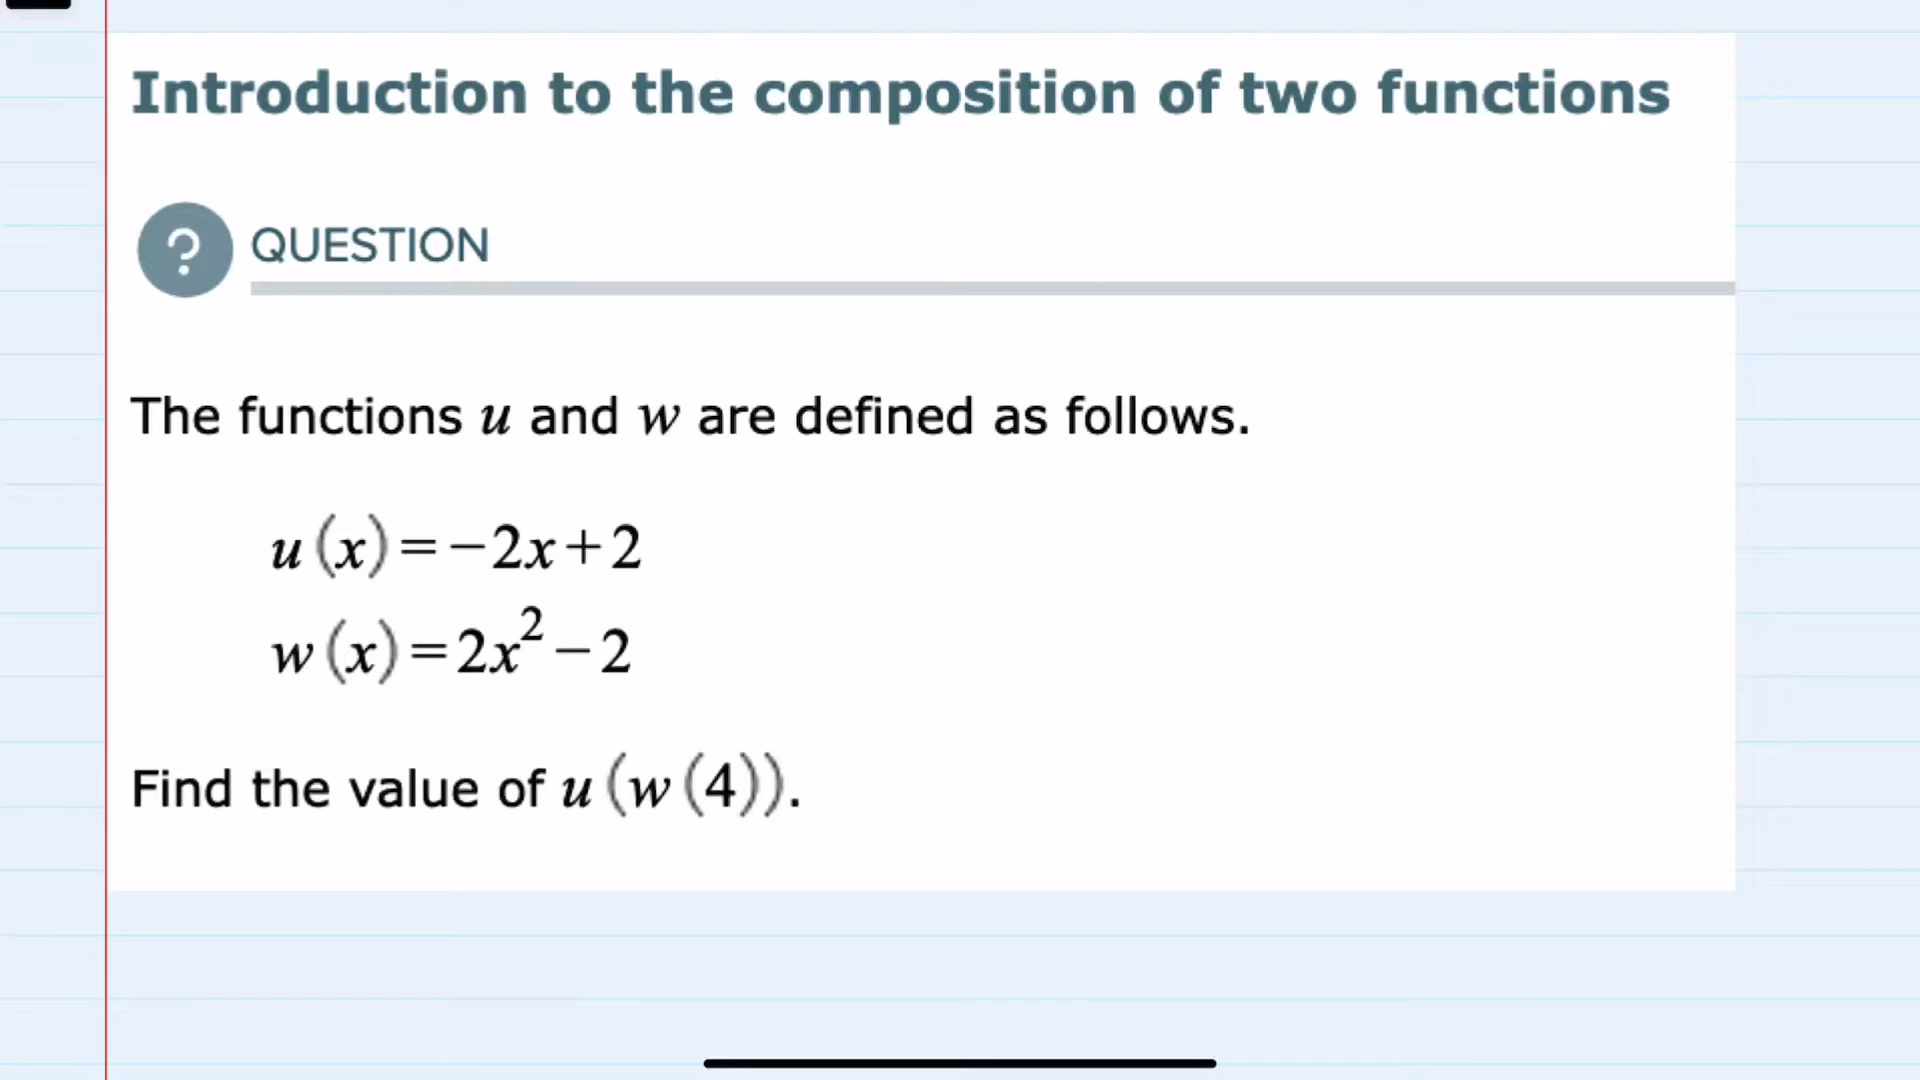 Introduction to the composition of two functions
?
QUESTION
The functions u and w are defined as follows.
u(x)=−2x+2
w(x)=2x²−2
Find the value of u(w(4)).